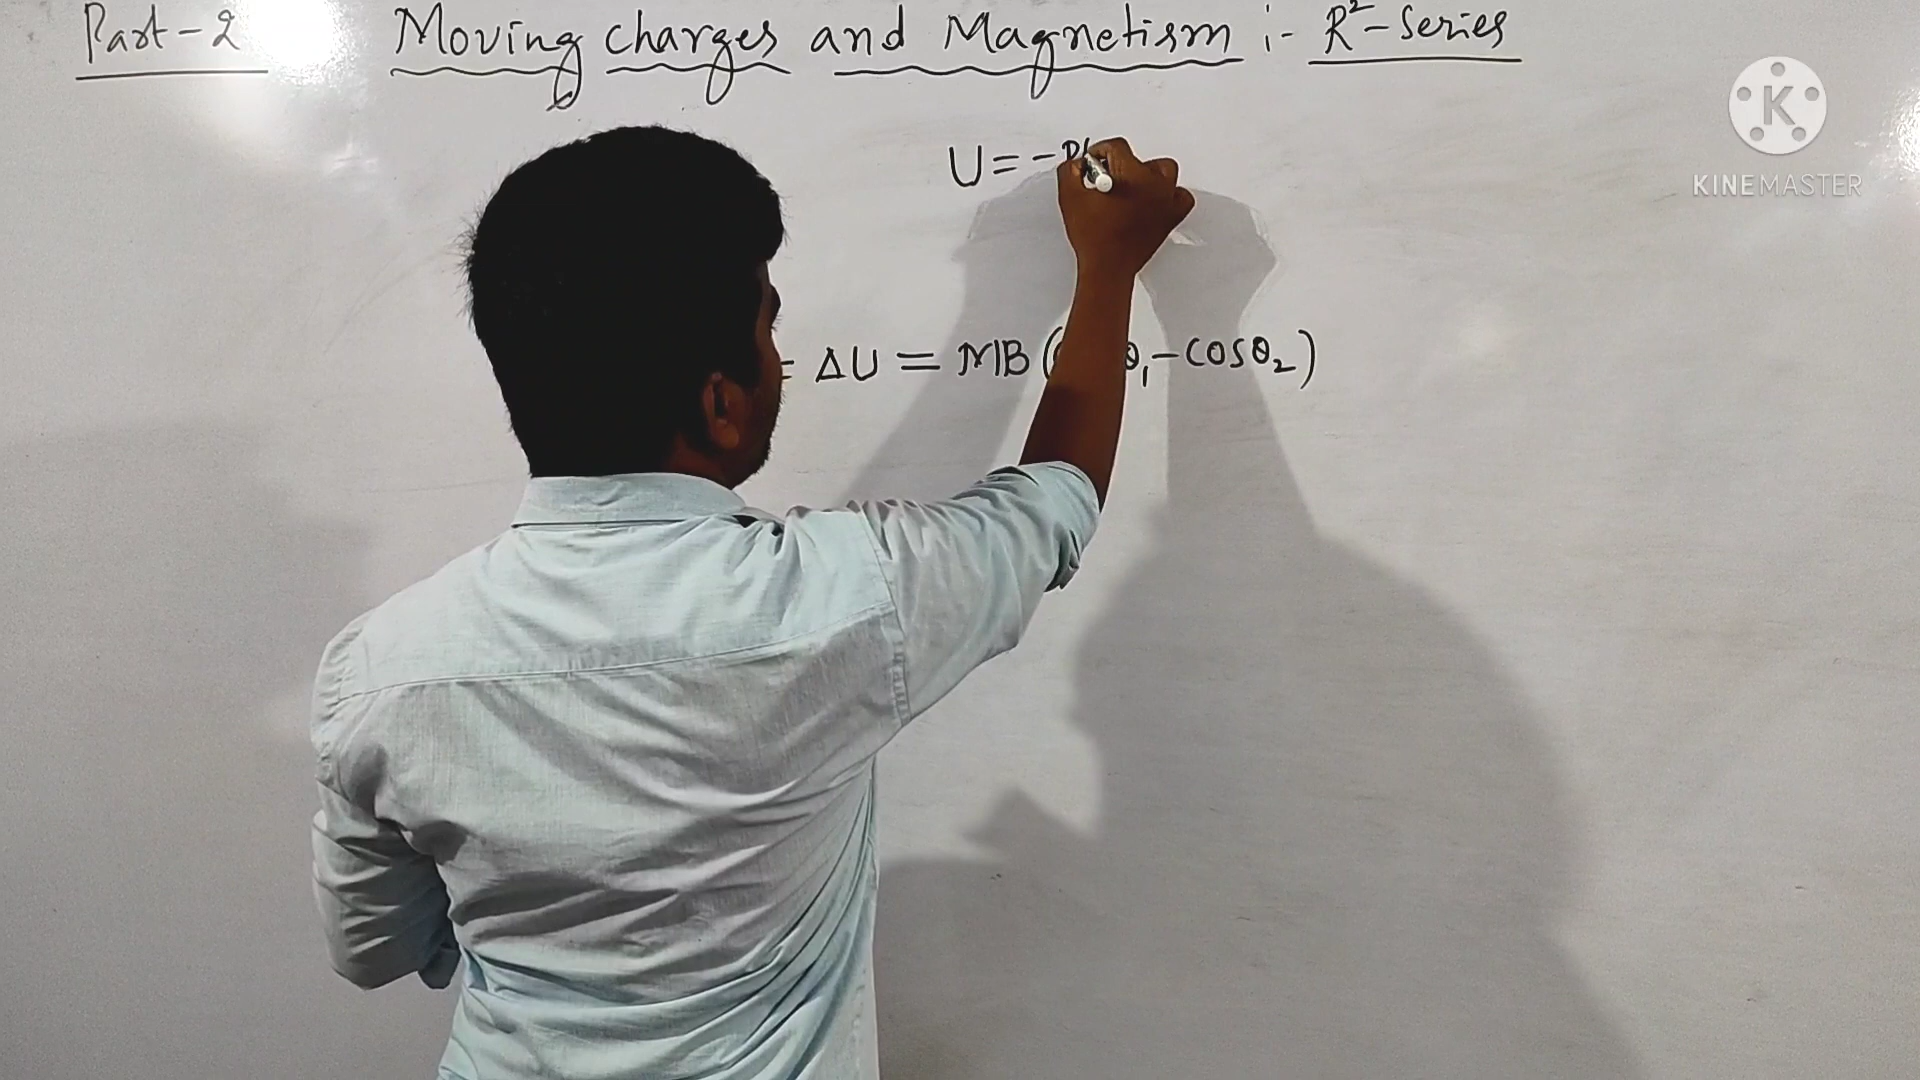 Part-2 Moving charges and Magnetism :- R²-Series
K
KINEMASTER
U = -
= ΔU = MB ( θ₁ - cosθ₂)